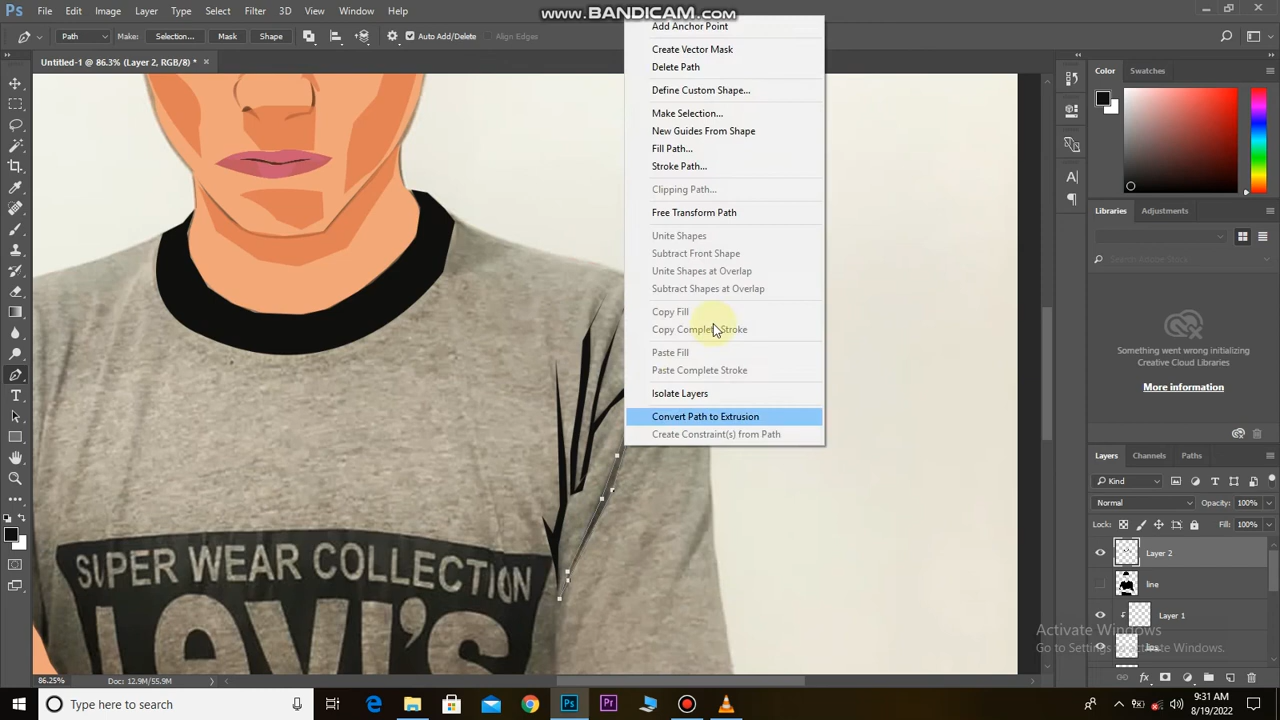 www.BANDICAM.com
Ps File Edit Image Layer Type Select Filter 3D View Window Help
Path Make: Selection... Mask Shape Auto Add/Delete Align Edges
Untitled-1 @ 86.3% (Layer 2, RGB/8) *
Add Anchor Point
Create Vector Mask
Delete Path
Define Custom Shape...
Make Selection...
New Guides From Shape
Fill Path...
Stroke Path...
Clipping Path...
Free Transform Path
Unite Shapes
Subtract Front Shape
Unite Shapes at Overlap
Subtract Shapes at Overlap
Copy Fill
Copy Complete Stroke
Paste Fill
Paste Complete Stroke
Isolate Layers
Convert Path to Extrusion
Create Constraint(s) from Path
SUPER WEAR COLLECTION
Levi's
Color Swatches
Libraries Adjustments
Something went wrong initializing
Creative Cloud Libraries
More information
Layers Channels Paths
Kind
Normal Opacity: 100%
Lock: Fill: 100%
Layer 2
line
Layer 1
Activate Windows
Go to Settings to Activate Windows.
86.25% Doc: 12.9M/55.9M
Type here to search
9:31 AM
8/19/2022